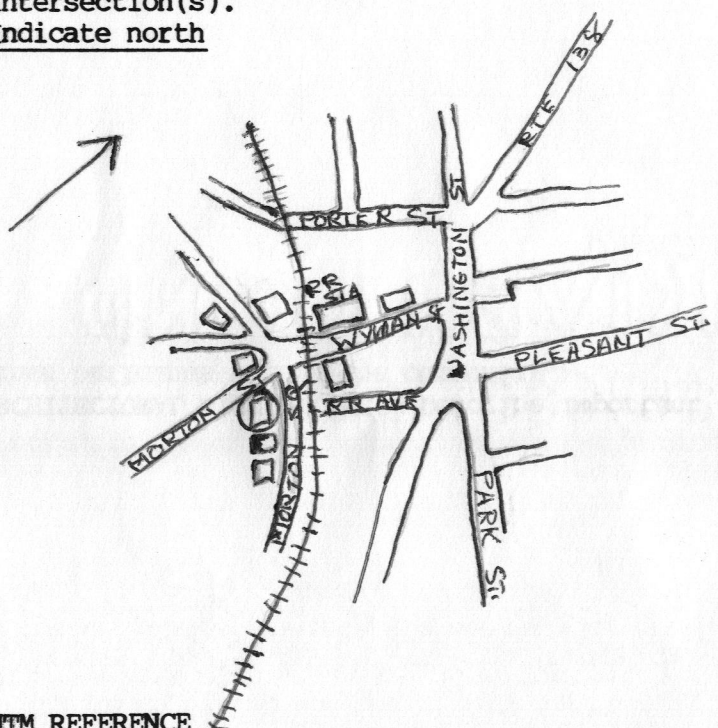 intersection(s).
Indicate north
RTE 138
PORTER ST
WASHINGTON ST
RR
STA
WYMAN ST
PLEASANT ST.
RR AVE
MORTON
MORTON SQ
PARK ST.
UTM REFERENCE